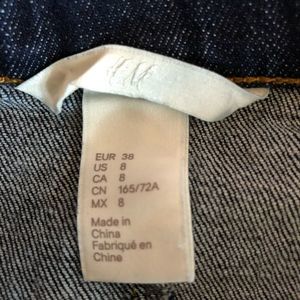 H&M
EUR 38
US 8
CA 8
CN 165/72A
MX 8
Made in
China
Fabriqué en
Chine